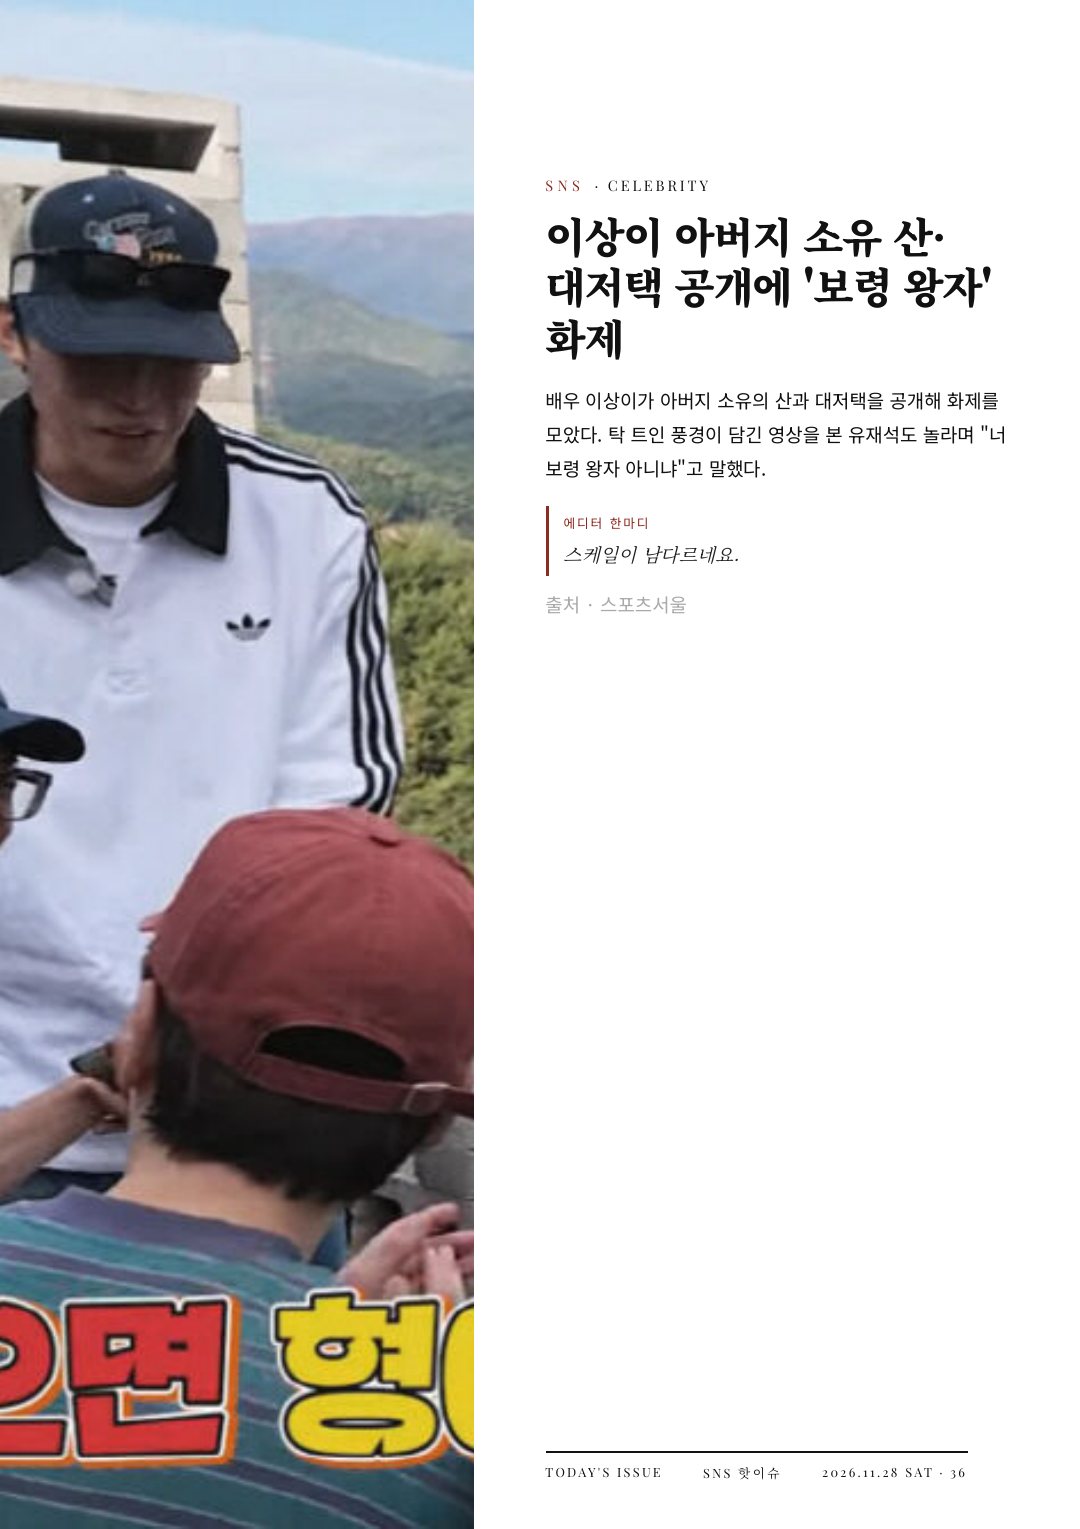 SNS · CELEBRITY
이상이 아버지 소유 산·
대저택 공개에 '보령 왕자'
화제
배우 이상이가 아버지 소유의 산과 대저택을 공개해 화제를
모았다. 탁 트인 풍경이 담긴 영상을 본 유재석도 놀라며 "너
보령 왕자 아니냐"고 말했다.
에디터 한마디
스케일이 남다르네요.
출처 · 스포츠서울
으면 형
TODAY'S ISSUE SNS 핫이슈 2026.11.28 SAT · 36